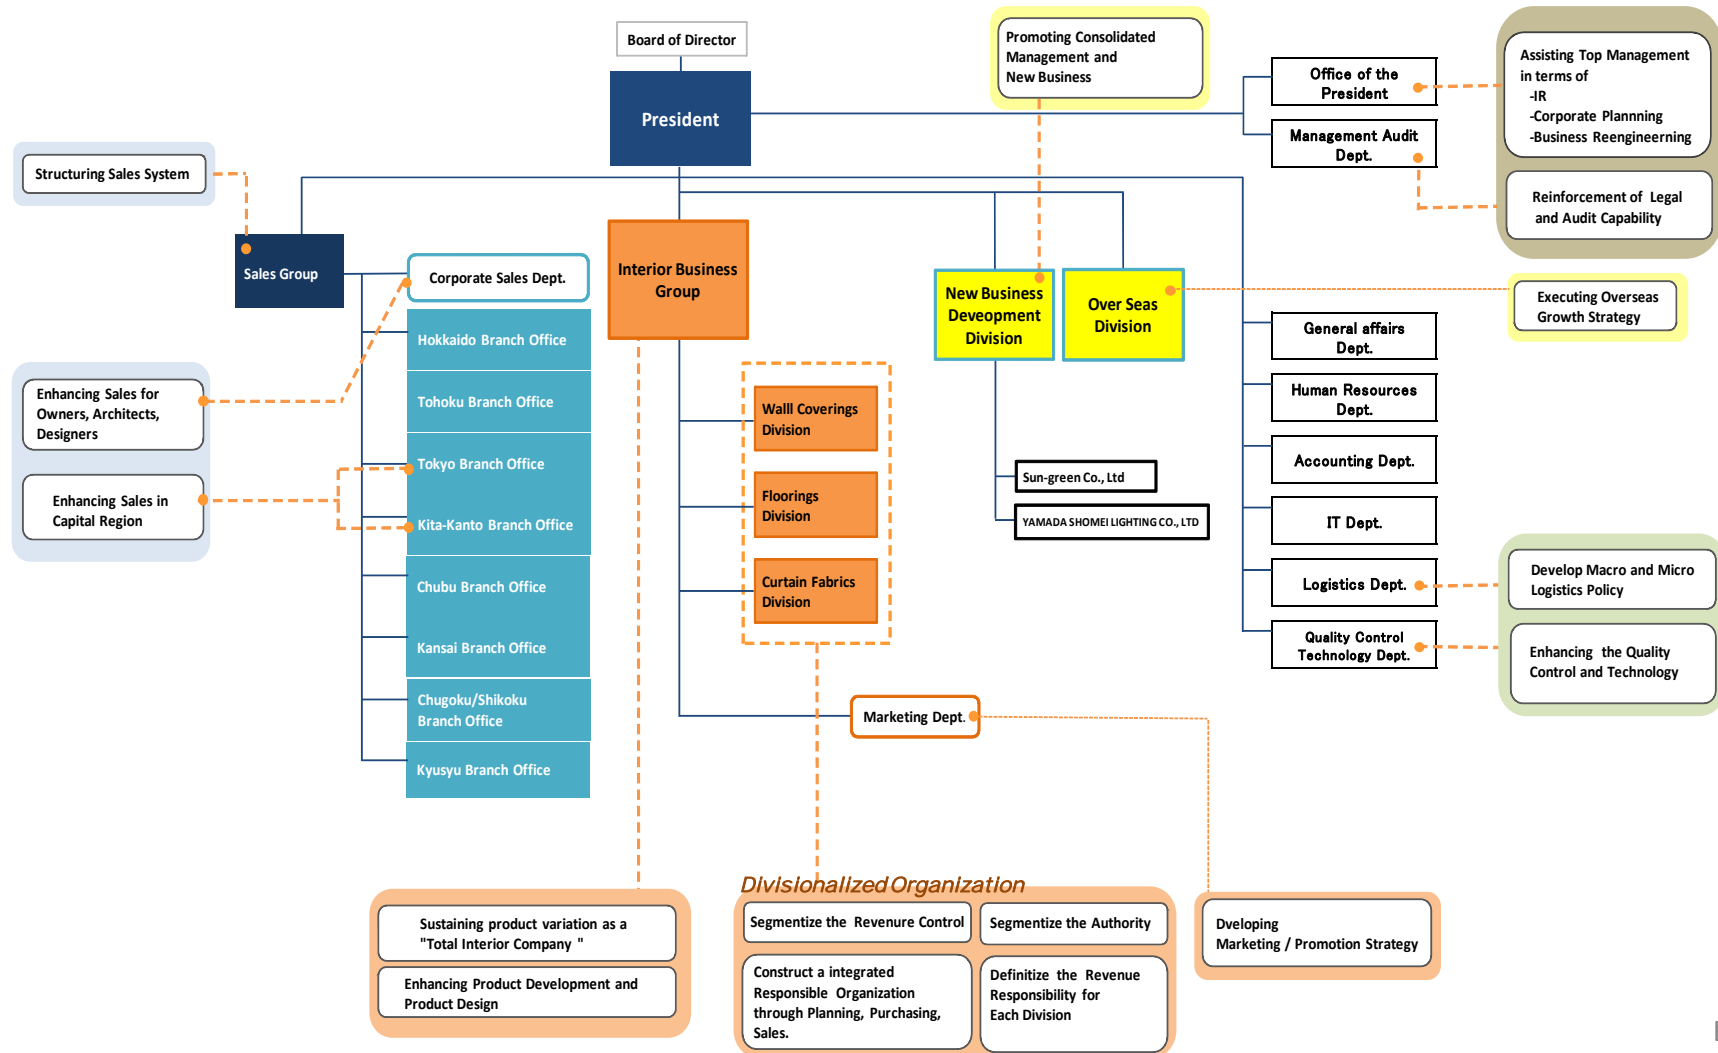 Board of Director
President
Promoting Consolidated
Management and
New Business
Office of the
President
Management Audit
Dept.
Assisting Top Management
in terms of
-IR
-Corporate Plannning
-Business Reengineerning
Reinforcement of Legal
and Audit Capability
Structuring Sales System
Sales Group
Corporate Sales Dept.
Hokkaido Branch Office
Tohoku Branch Office
Tokyo Branch Office
Kita-Kanto Branch Office
Chubu Branch Office
Kansai Branch Office
Chugoku/Shikoku
Branch Office
Kyusyu Branch Office
Enhancing Sales for
Owners, Architects,
Designers
Enhancing Sales in
Capital Region
Interior Business
Group
Walll Coverings
Division
Floorings
Division
Curtain Fabrics
Division
Marketing Dept.
New Business
Deveopment
Division
Over Seas
Division
Sun-green Co., Ltd
YAMADA SHOMEI LIGHTING CO., LTD
Executing Overseas
Growth Strategy
General affairs
Dept.
Human Resources
Dept.
Accounting Dept.
IT Dept.
Logistics Dept.
Quality Control
Technology Dept.
Develop Macro and Micro
Logistics Policy
Enhancing the Quality
Control and Technology
Sustaining product variation as a
"Total Interior Company "
Enhancing Product Development and
Product Design
Divisionalized Organization
Segmentize the Revenure Control
Segmentize the Authority
Construct a integrated
Responsible Organization
through Planning, Purchasing,
Sales.
Definitize the Revenue
Responsibility for
Each Division
Dveloping
Marketing / Promotion Strategy